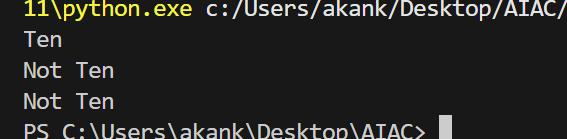 11\python.exe c:/Users/akank/Desktop/AIAC/
Ten
Not Ten
Not Ten
PS C:\Users\akank\Desktop\AIAC>